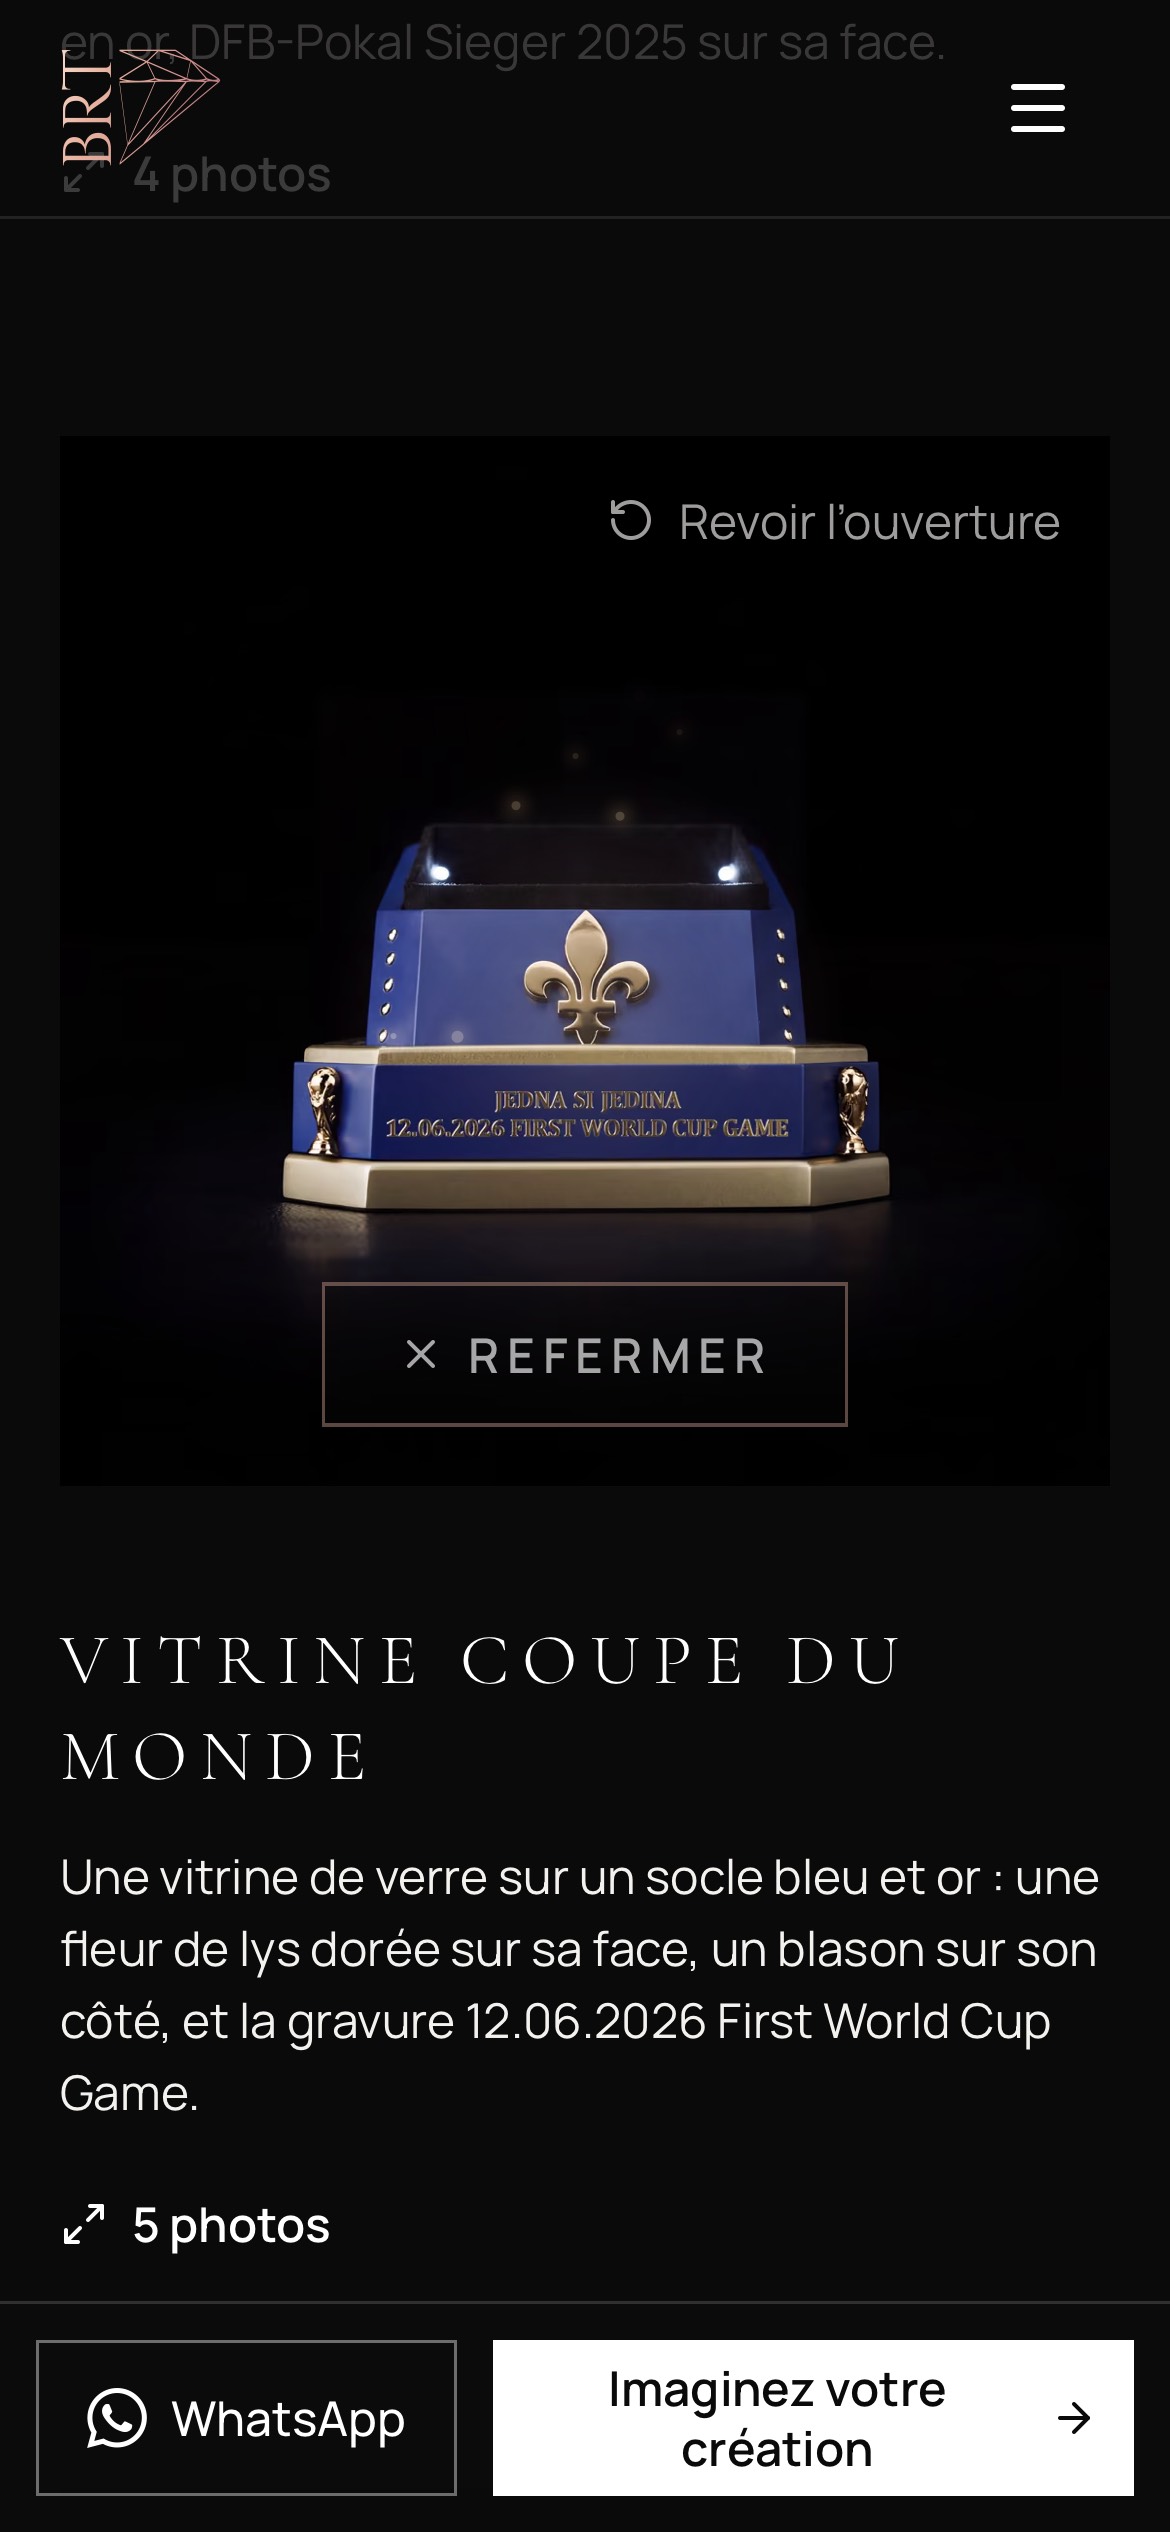 en or, DFB-Pokal Sieger 2025 sur sa face.
BRT
4 photos
Revoir l’ouverture
JEDNA SI JEDINA
12.06.2026 FIRST WORLD CUP GAME
REFERMER
VITRINE COUPE DU
MONDE
Une vitrine de verre sur un socle bleu et or : une
fleur de lys dorée sur sa face, un blason sur son
côté, et la gravure 12.06.2026 First World Cup
Game.
5 photos
WhatsApp
Imaginez votre
création